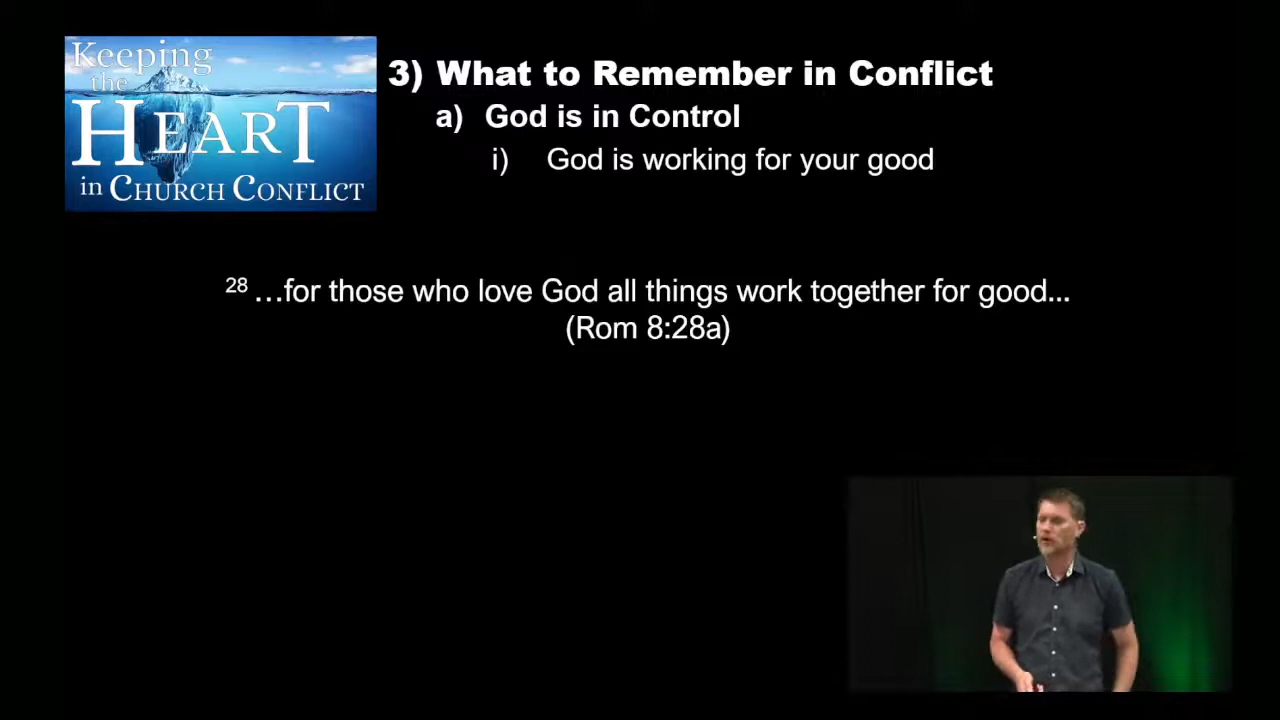 Keeping
the
HEART
in CHURCH CONFLICT
3) What to Remember in Conflict
a) God is in Control
i) God is working for your good
28 …for those who love God all things work together for good...
(Rom 8:28a)